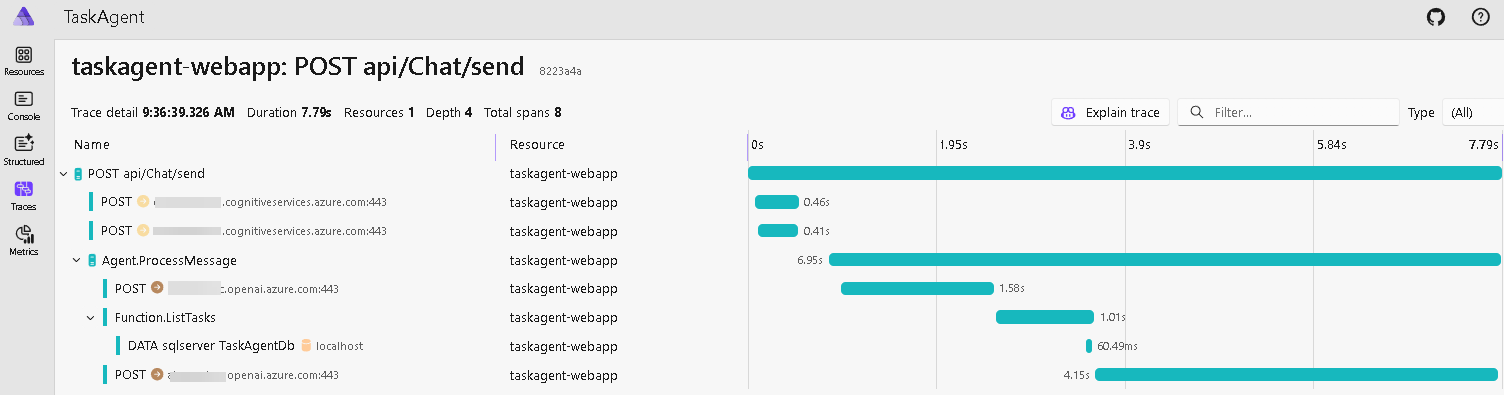 TaskAgent
Resources
Console
Structured
Traces
Metrics
taskagent-webapp: POST api/Chat/send 8223a4a
Trace detail 9:36:39.326 AM Duration 7.79s Resources 1 Depth 4 Total spans 8
Explain trace Filter... Type (All)
Name Resource 0s 1.95s 3.9s 5.84s 7.79s
POST api/Chat/send taskagent-webapp
POST .cognitiveservices.azure.com:443 taskagent-webapp 0.46s
POST .cognitiveservices.azure.com:443 taskagent-webapp 0.41s
Agent.ProcessMessage taskagent-webapp 6.95s
POST .openai.azure.com:443 taskagent-webapp 1.58s
Function.ListTasks taskagent-webapp 1.01s
DATA sqlserver TaskAgentDb localhost taskagent-webapp 60.49ms
POST openai.azure.com:443 taskagent-webapp 4.15s